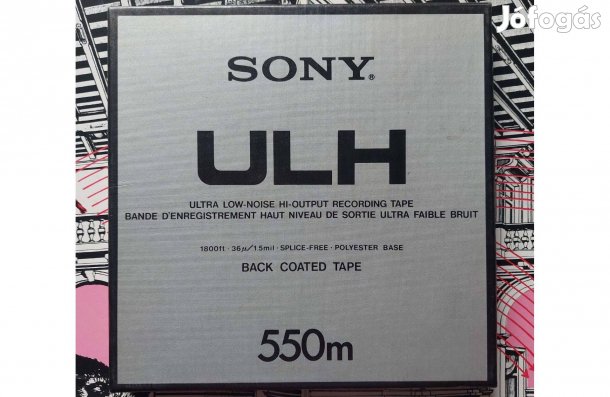 Jófogás
SONY®
ULH
ULTRA LOW-NOISE HI-OUTPUT RECORDING TAPE
BANDE D'ENREGISTREMENT HAUT NIVEAU DE SORTIE ULTRA FAIBLE BRUIT
1800ft · 36μ/1.5mil · SPLICE-FREE · POLYESTER BASE
BACK COATED TAPE
550m